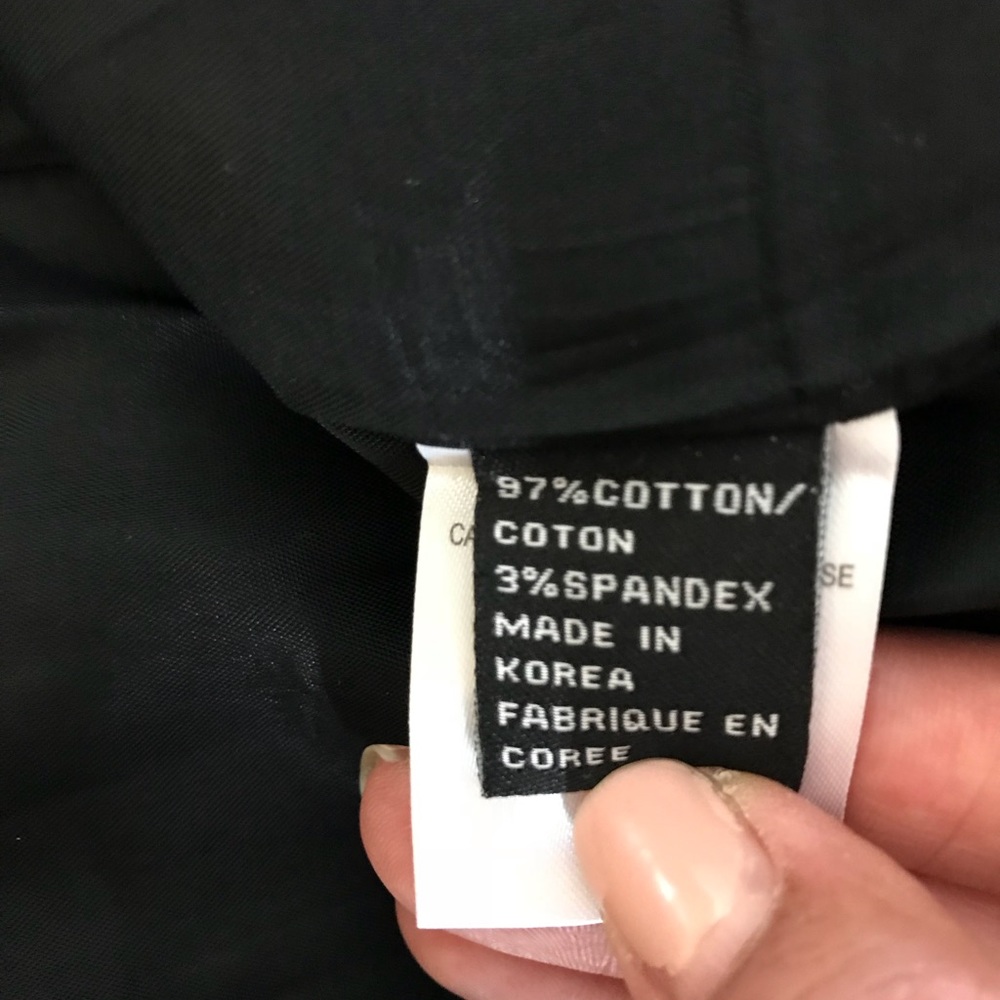 97%COTTON/
COTON
3%SPANDEX
MADE IN
KOREA
FABRIQUE EN
COREE